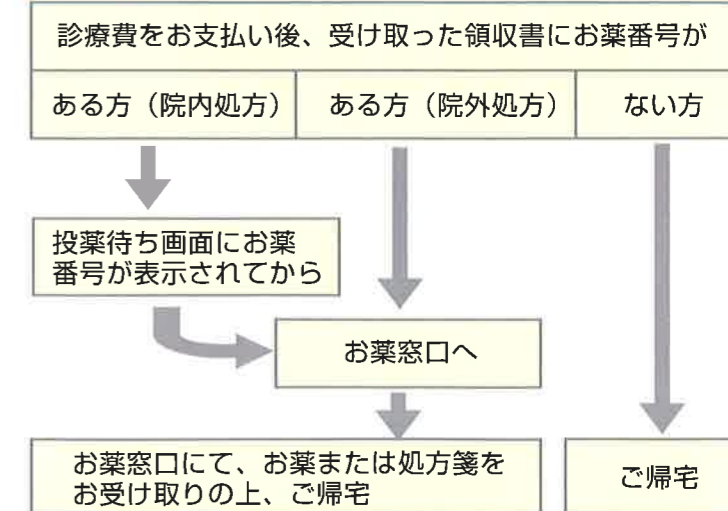 診療費をお支払い後、受け取った領収書にお薬番号が
ある方（院内処方）
ある方（院外処方）
ない方
投薬待ち画面にお薬
番号が表示されてから
お薬窓口へ
お薬窓口にて、お薬または処方箋を
お受け取りの上、ご帰宅
ご帰宅